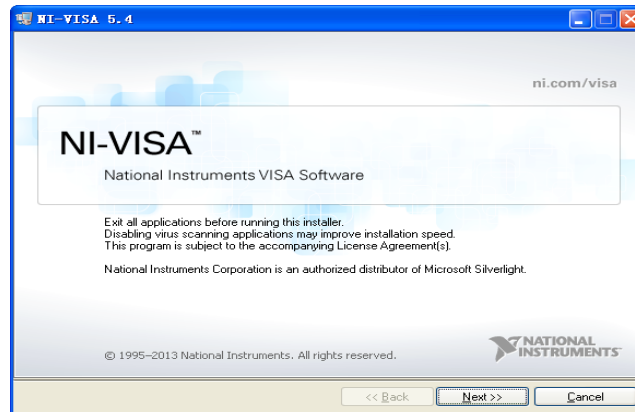 NI-VISA 5.4
ni.com/visa
NI-VISA™
National Instruments VISA Software
Exit all applications before running this installer.
Disabling virus scanning applications may improve installation speed.
This program is subject to the accompanying License Agreement(s).
National Instruments Corporation is an authorized distributor of Microsoft Silverlight.
© 1995–2013 National Instruments. All rights reserved.
NATIONAL
INSTRUMENTS™
<< Back
Next >>
Cancel